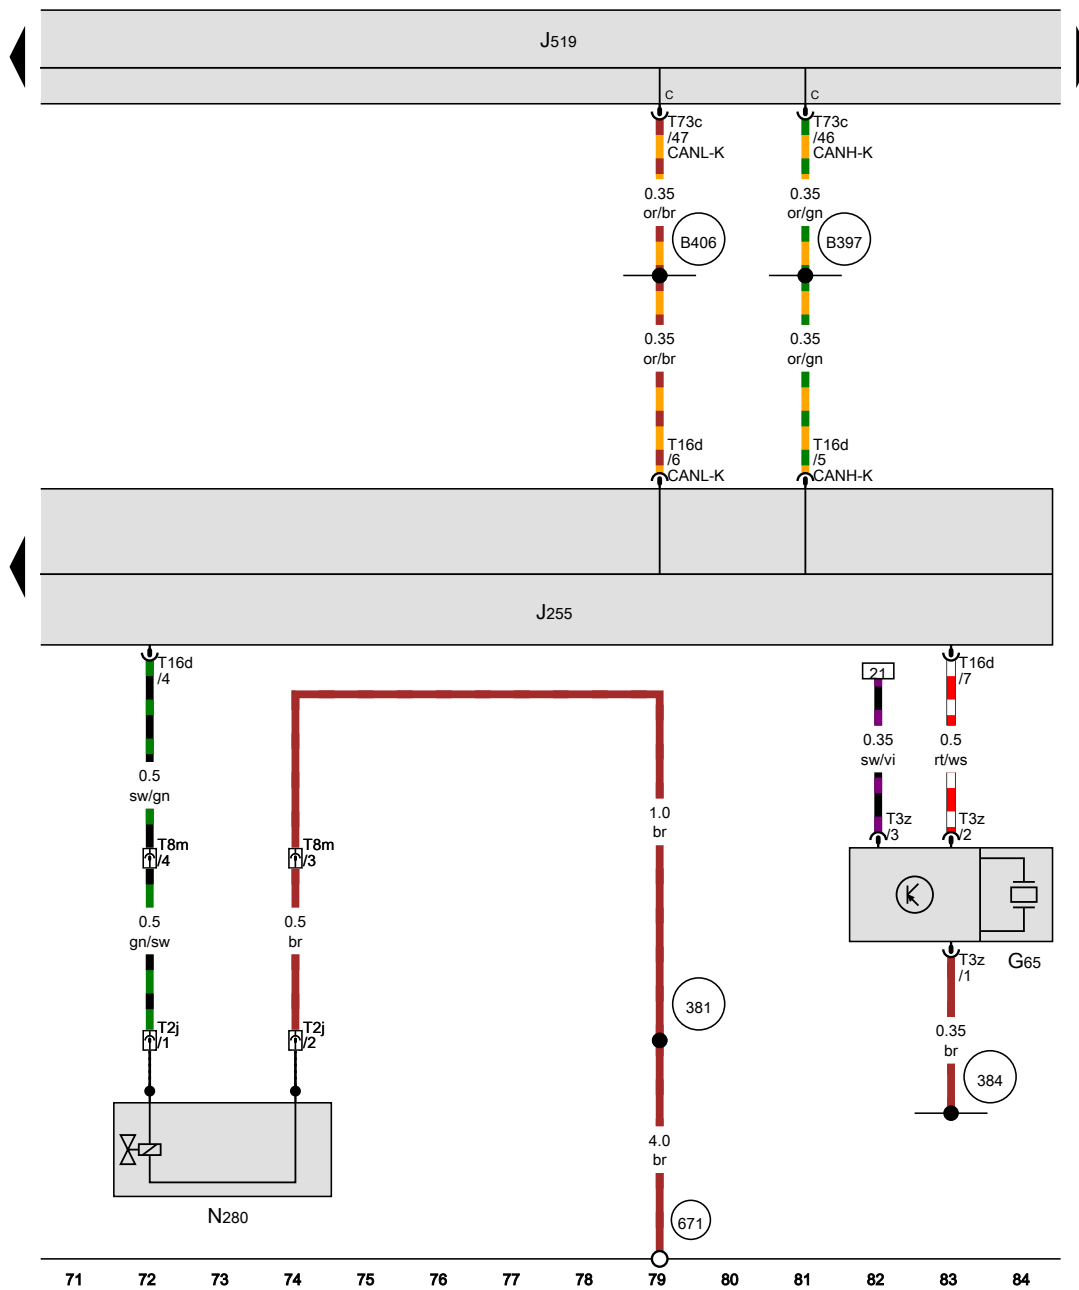 J519
C
C
T73c
/47
CANL-K
T73c
/46
CANH-K
0.35
or/br
0.35
or/gn
B406
B397
0.35
or/br
0.35
or/gn
T16d
/6
CANL-K
T16d
/5
CANH-K
J255
T16d
/4
21
T16d
/7
0.35
sw/vi
0.5
rt/ws
0.5
sw/gn
1.0
br
T3z
/3
T3z
/2
T8m
/4
T8m
/3
0.5
gn/sw
0.5
br
T3z
/1
G65
381
T2j
/1
T2j
/2
0.35
br
384
4.0
br
N280
671
71 72 73 74 75 76 77 78 79 80 81 82 83 84